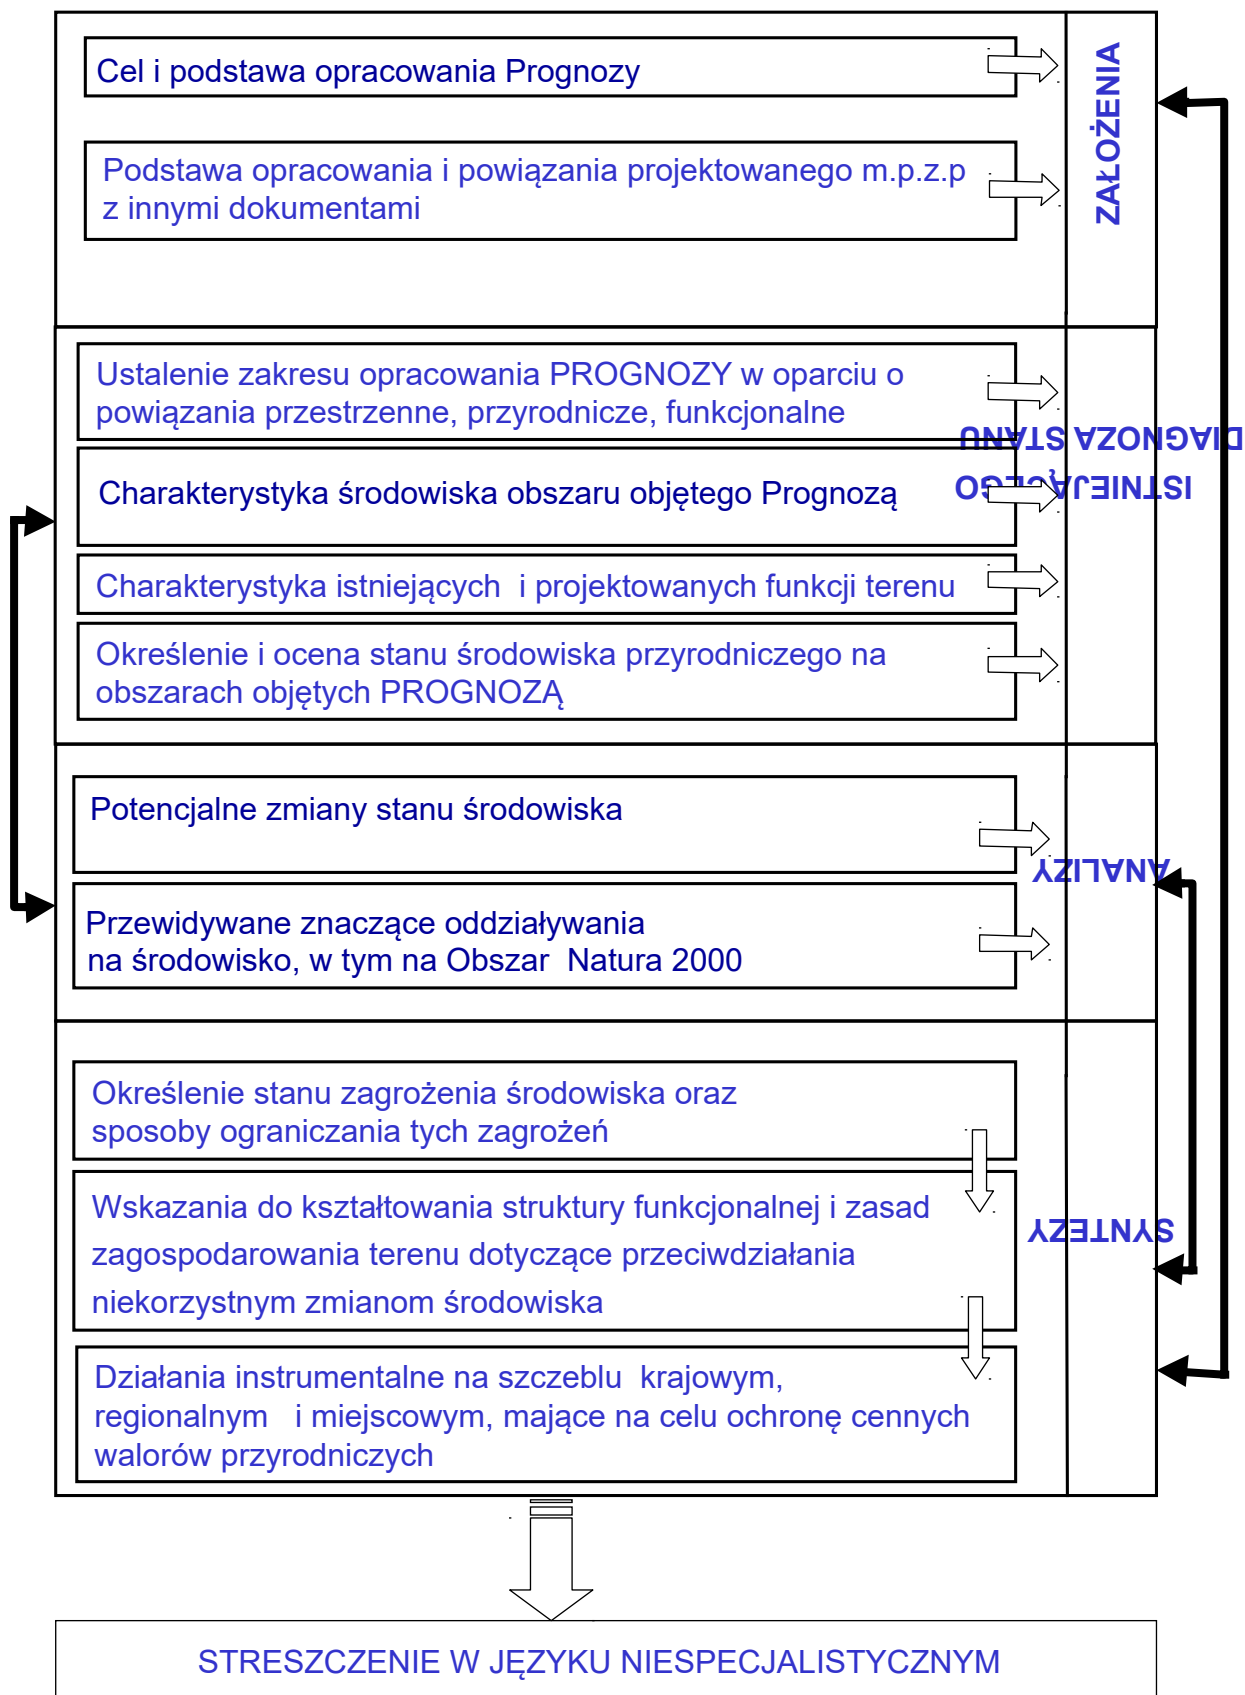 Cel i podstawa opracowania Prognozy
ZAŁOŻENIA
Podstawa opracowania i powiązania projektowanego m.p.z.p
z innymi dokumentami
Ustalenie zakresu opracowania PROGNOZY w oparciu o
powiązania przestrzenne, przyrodnicze, funkcjonalne
DIAGNOZA STANU
ISTNIEJĄCEGO
Charakterystyka środowiska obszaru objętego Prognozą
Charakterystyka istniejących i projektowanych funkcji terenu
Określenie i ocena stanu środowiska przyrodniczego na
obszarach objętych PROGNOZĄ
Potencjalne zmiany stanu środowiska
ANALIZY
Przewidywane znaczące oddziaływania
na środowisko, w tym na Obszar Natura 2000
Określenie stanu zagrożenia środowiska oraz
sposoby ograniczania tych zagrożeń
Wskazania do kształtowania struktury funkcjonalnej i zasad
zagospodarowania terenu dotyczące przeciwdziałania
niekorzystnym zmianom środowiska
SYNTEZY
Działania instrumentalne na szczeblu krajowym,
regionalnym i miejscowym, mające na celu ochronę cennych
walorów przyrodniczych
STRESZCZENIE W JĘZYKU NIESPECJALISTYCZNYM